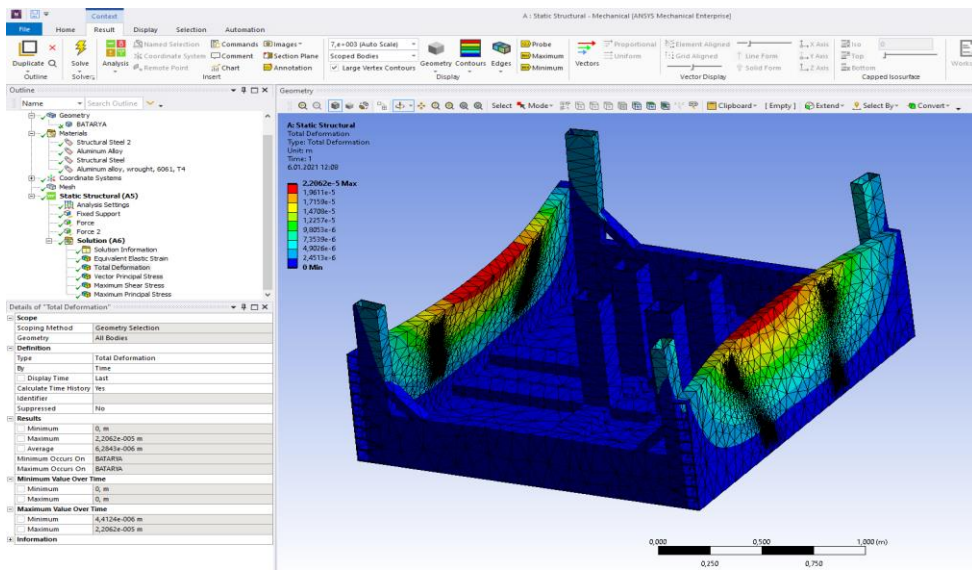 Context
A : Static Structural - Mechanical [ANSYS Mechanical Enterprise]
File Home Result Display Selection Automation
Duplicate Q
Outline
Solve
Solver
Analysis
Named Selection Commands Images
Coordinate System Comment Section Plane
Remote Point Chart Annotation
Insert
7,e+003 (Auto Scale)
Scoped Bodies
Large Vertex Contours
Geometry Contours Edges
Display
Probe
Maximum
Minimum
Vectors
Proportional
Uniform
Element Aligned Line Form X Axis
Grid Aligned Solid Form Y Axis
Z Axis
Vector Display
Iso 0
Top
Bottom
Capped Isosurface
Works
Outline
Name Search Outline
Geometry
BATARYA
Materials
Structural Steel 2
Aluminum Alloy
Structural Steel
Aluminum alloy, wrought, 6061, T4
Coordinate Systems
Mesh
Static Structural (A5)
Analysis Settings
Fixed Support
Force
Force 2
Solution (A6)
Solution Information
Equivalent Elastic Strain
Total Deformation
Vector Principal Stress
Maximum Shear Stress
Maximum Principal Stress
Details of "Total Deformation"
Scope
Scoping Method Geometry Selection
Geometry All Bodies
Definition
Type Total Deformation
By Time
Display Time Last
Calculate Time History Yes
Identifier
Suppressed No
Results
Minimum 0, m
Maximum 2,2062e-005 m
Average 6,2843e-006 m
Minimum Occurs On BATARYA
Maximum Occurs On BATARYA
Minimum Value Over Time
Minimum 0, m
Maximum 0, m
Maximum Value Over Time
Minimum 4,4124e-006 m
Maximum 2,2062e-005 m
Information
Geometry
Select Mode Clipboard [Empty] Extend Select By Convert
A: Static Structural
Total Deformation
Type: Total Deformation
Unit: m
Time: 1
6.01.2021 12:08
2,2062e-5 Max
1,9611e-5
1,7159e-5
1,4708e-5
1,2257e-5
9,8053e-6
7,3539e-6
4,9026e-6
2,4513e-6
0 Min
0,000 0,500 1,000 (m)
0,250 0,750